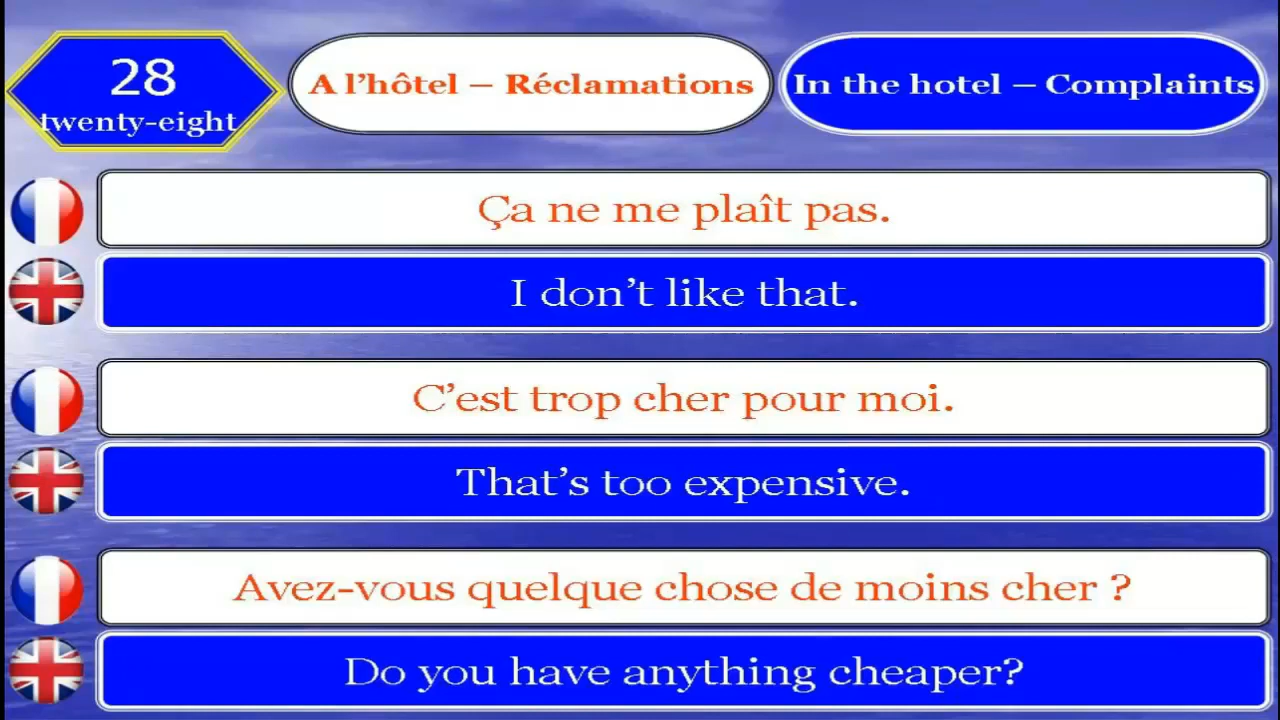 28
twenty-eight
A l’hôtel – Réclamations
In the hotel – Complaints
Ça ne me plaît pas.
I don’t like that.
C’est trop cher pour moi.
That’s too expensive.
Avez-vous quelque chose de moins cher ?
Do you have anything cheaper?